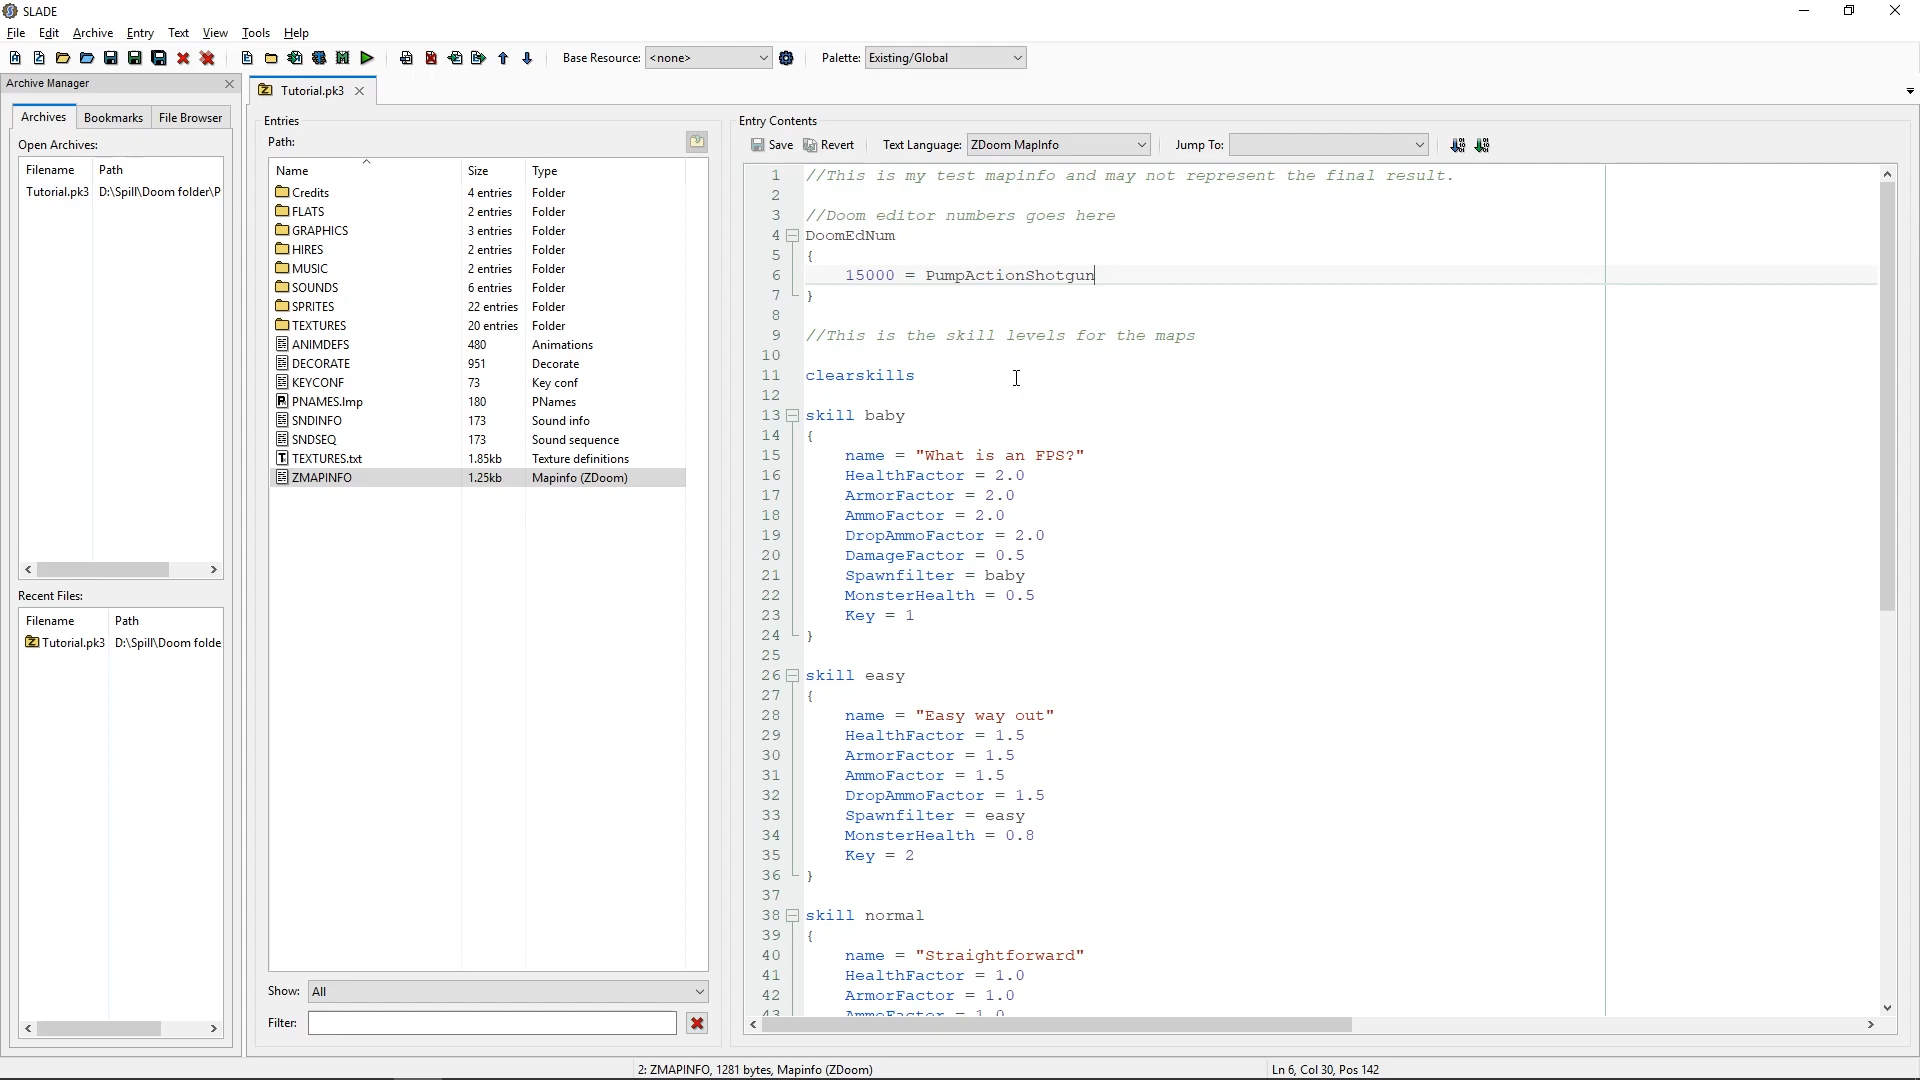 SLADE
File Edit Archive Entry Text View Tools Help
Base Resource: <none> Palette: Existing/Global
Archive Manager
Tutorial.pk3
Archives Bookmarks File Browser
Open Archives:
Filename Path
Tutorial.pk3 D:\Spill\Doom folder\P
Recent Files:
Filename Path
Tutorial.pk3 D:\Spill\Doom folde
Entries
Path:
Name Size Type
Credits 4 entries Folder
FLATS 2 entries Folder
GRAPHICS 3 entries Folder
HIRES 2 entries Folder
MUSIC 2 entries Folder
SOUNDS 6 entries Folder
SPRITES 22 entries Folder
TEXTURES 20 entries Folder
ANIMDEFS 480 Animations
DECORATE 951 Decorate
KEYCONF 73 Key conf
PNAMES.lmp 180 PNames
SNDINFO 173 Sound info
SNDSEQ 173 Sound sequence
TEXTURES.txt 1.85kb Texture definitions
ZMAPINFO 1.25kb Mapinfo (ZDoom)
Show: All
Filter:
Entry Contents
Save Revert Text Language: ZDoom MapInfo Jump To:
1 //This is my test mapinfo and may not represent the final result.
2
3 //Doom editor numbers goes here
4 DoomEdNum
5 {
6 15000 = PumpActionShotgun
7 }
8
9 //This is the skill levels for the maps
10
11 clearskills
12
13 skill baby
14 {
15 name = "What is an FPS?"
16 HealthFactor = 2.0
17 ArmorFactor = 2.0
18 AmmoFactor = 2.0
19 DropAmmoFactor = 2.0
20 DamageFactor = 0.5
21 Spawnfilter = baby
22 MonsterHealth = 0.5
23 Key = 1
24 }
25
26 skill easy
27 {
28 name = "Easy way out"
29 HealthFactor = 1.5
30 ArmorFactor = 1.5
31 AmmoFactor = 1.5
32 DropAmmoFactor = 1.5
33 Spawnfilter = easy
34 MonsterHealth = 0.8
35 Key = 2
36 }
37
38 skill normal
39 {
40 name = "Straightforward"
41 HealthFactor = 1.0
42 ArmorFactor = 1.0
43 AmmoFactor = 1.0
2: ZMAPINFO, 1281 bytes, Mapinfo (ZDoom) Ln 6, Col 30, Pos 142